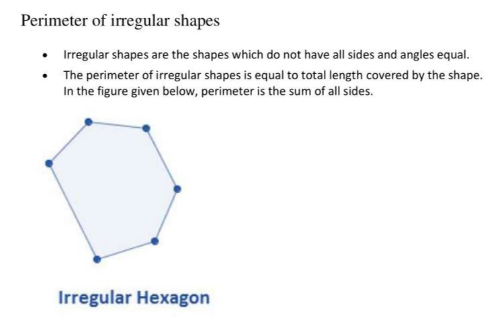 Perimeter of irregular shapes
• Irregular shapes are the shapes which do not have all sides and angles equal.
• The perimeter of irregular shapes is equal to total length covered by the shape.
In the figure given below, perimeter is the sum of all sides.
Irregular Hexagon